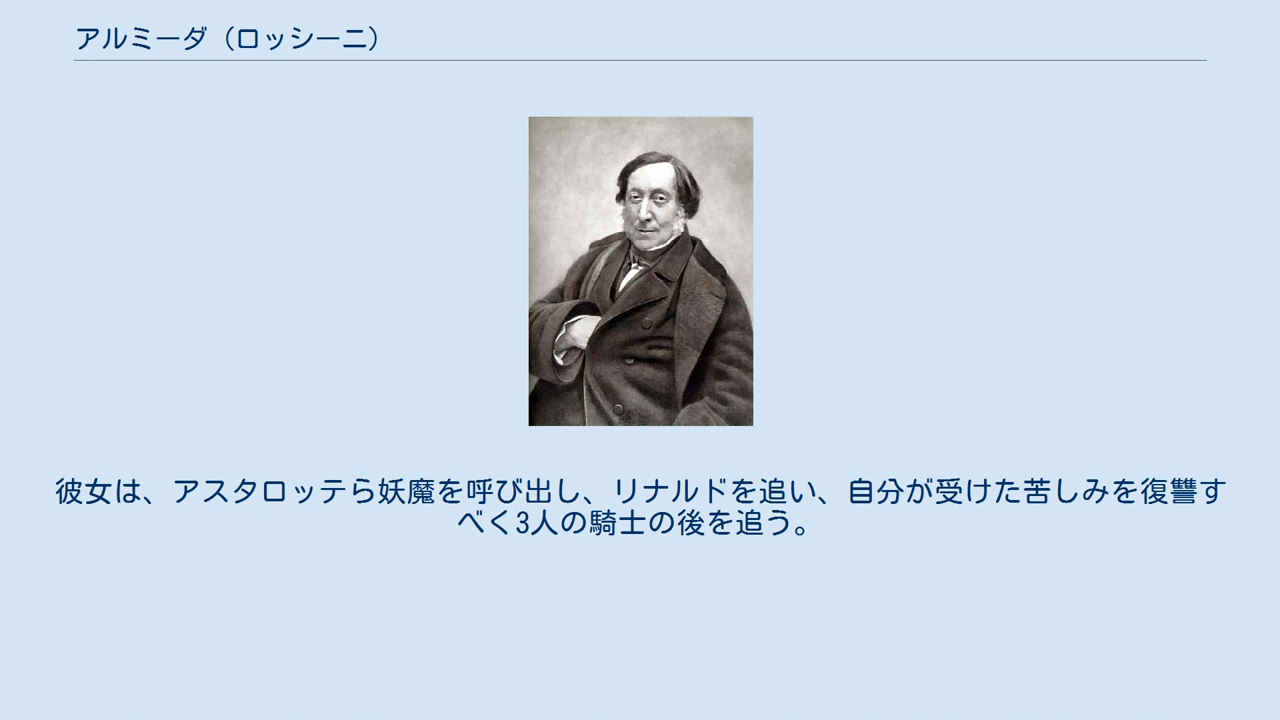 アルミーダ（ロッシーニ）
彼女は、アスタロッテら妖魔を呼び出し、リナルドを追い、自分が受けた苦しみを復讐す
べく3人の騎士の後を追う。